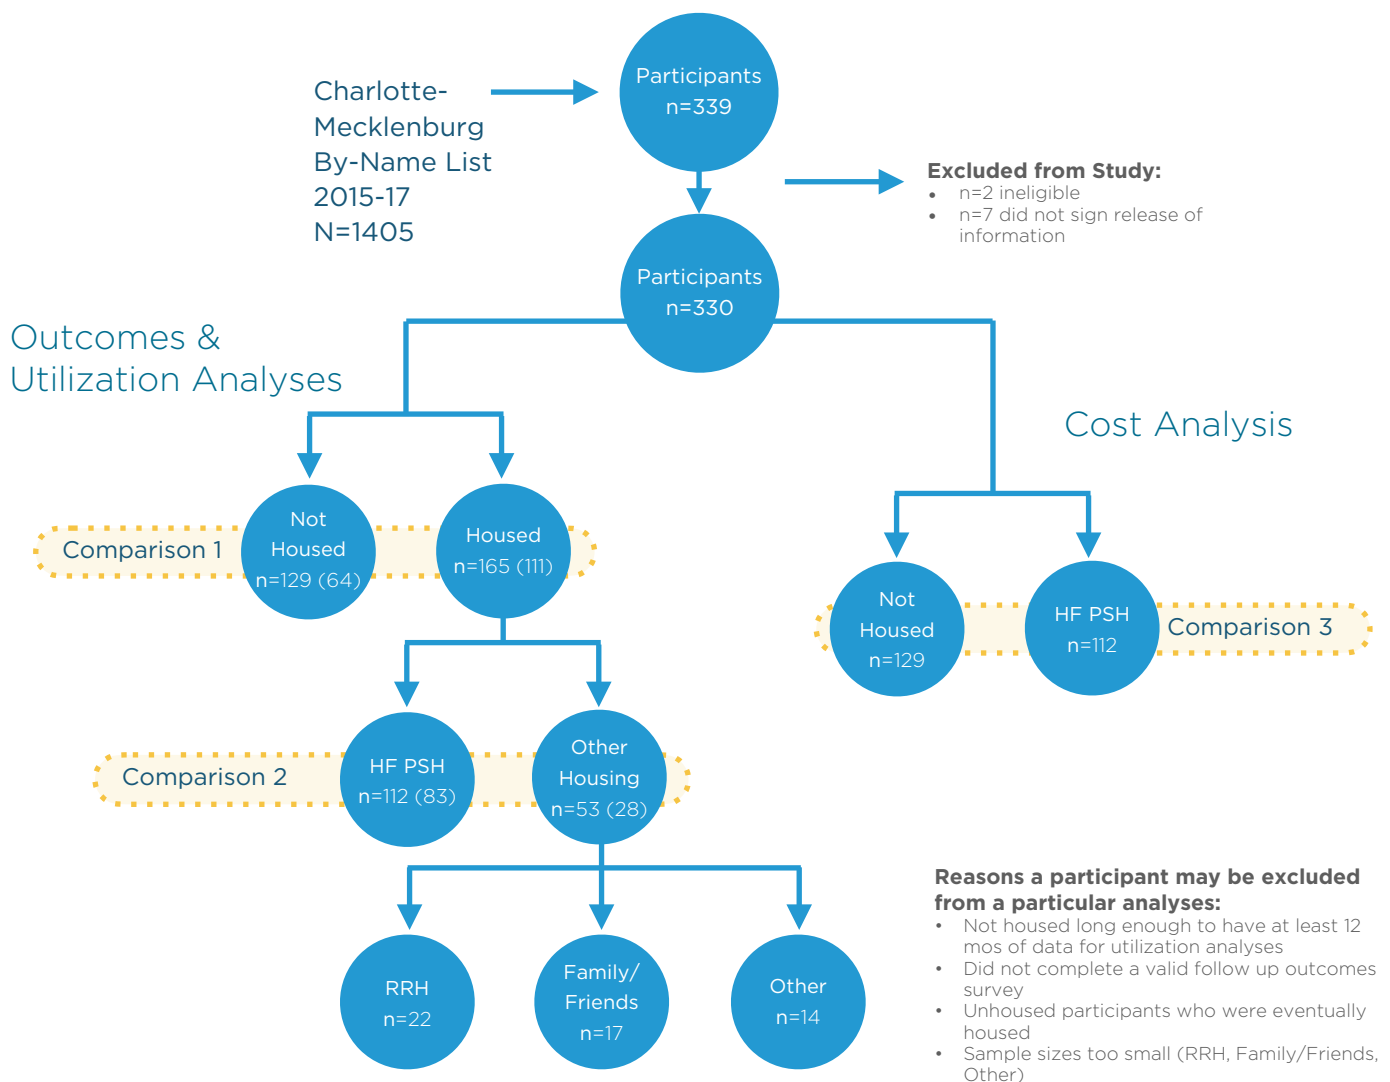 Participants
n=339
Charlotte-
Mecklenburg
By-Name List
2015-17
N=1405
Excluded from Study:
• n=2 ineligible
• n=7 did not sign release of
information
Participants
n=330
Outcomes &
Utilization Analyses
Cost Analysis
Comparison 1
Not
Housed
n=129 (64)
Housed
n=165 (111)
Not
Housed
n=129
HF PSH
n=112
Comparison 3
Comparison 2
HF PSH
n=112 (83)
Other
Housing
n=53 (28)
RRH
n=22
Family/
Friends
n=17
Other
n=14
Reasons a participant may be excluded
from a particular analyses:
• Not housed long enough to have at least 12
mos of data for utilization analyses
• Did not complete a valid follow up outcomes
survey
• Unhoused participants who were eventually
housed
• Sample sizes too small (RRH, Family/Friends,
Other)